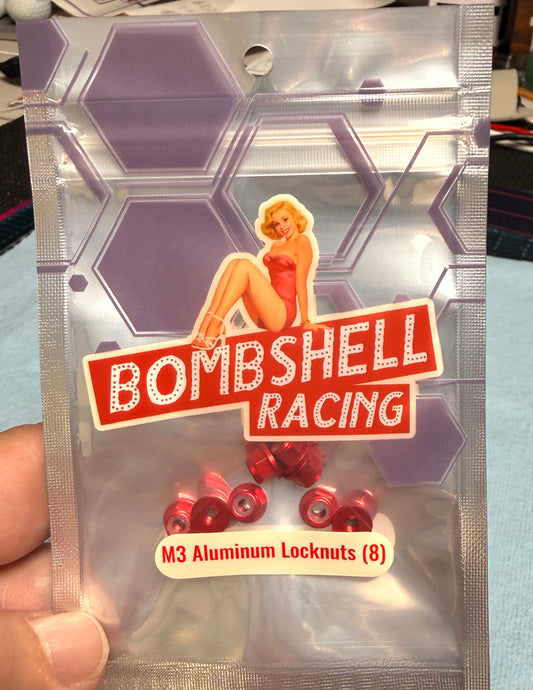 BOMBSHELL
RACING
M3 Aluminum Locknuts (8)